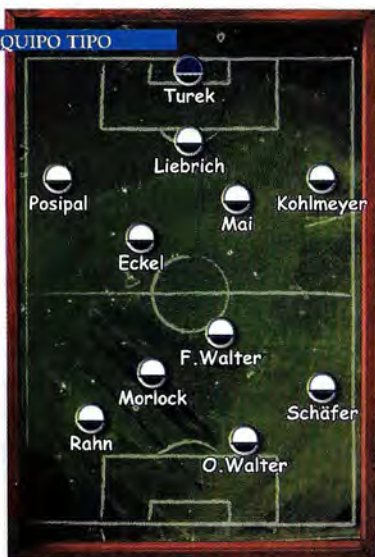 QUIPO TIPO
Turek
Liebrich
Posipal
Mai
Kohlmeyer
Eckel
F.Walter
Morlock
Schäfer
Rahn
O.Walter